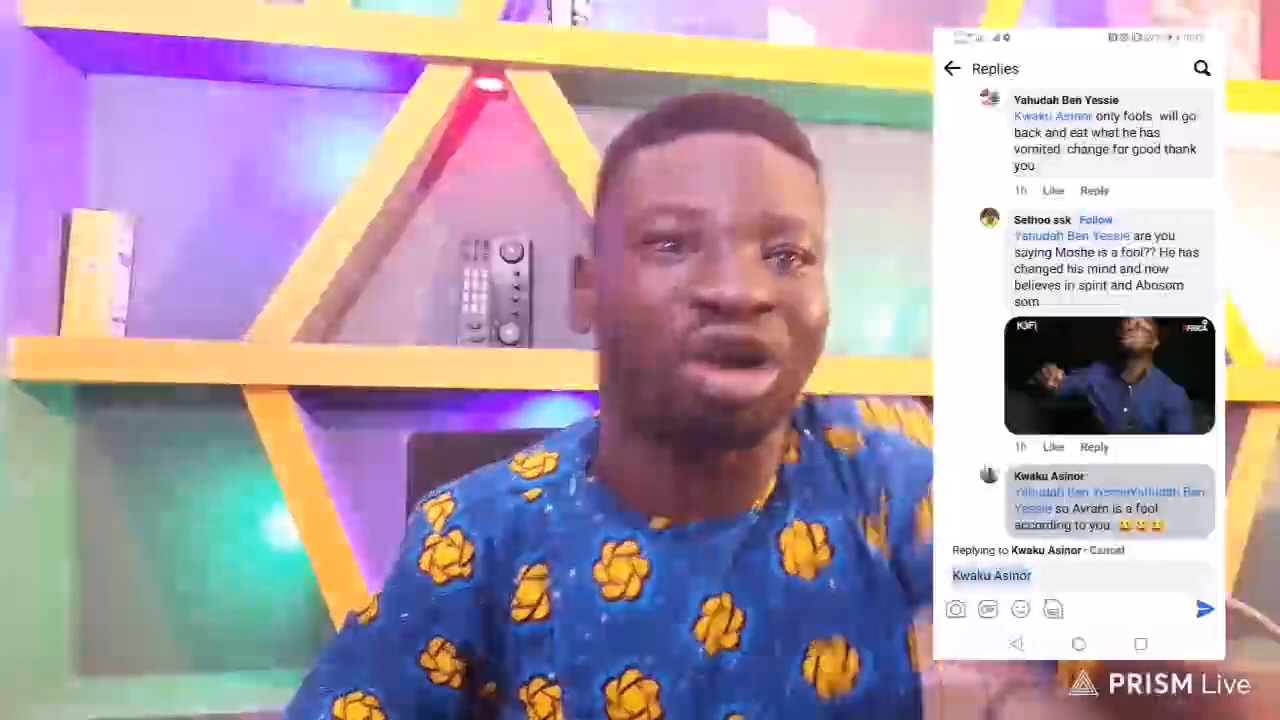 Replies
Yahudah Ben Yessie
Kwaku Asinor only fools will go
back and eat what he has
vomited change for good thank
you
1h Like Reply
Sethoo ssk Follow
Yahudah Ben Yessie are you
saying Moshe is a fool?? He has
changed his mind and now
believes in spirit and Abosom
som
1h Like Reply
Kwaku Asinor
Yahudah Ben YessieYahudah Ben
Yessie so Avram is a fool
according to you 😂😂😂
Replying to Kwaku Asinor · Cancel
Kwaku Asinor
GIF
PRISM Live